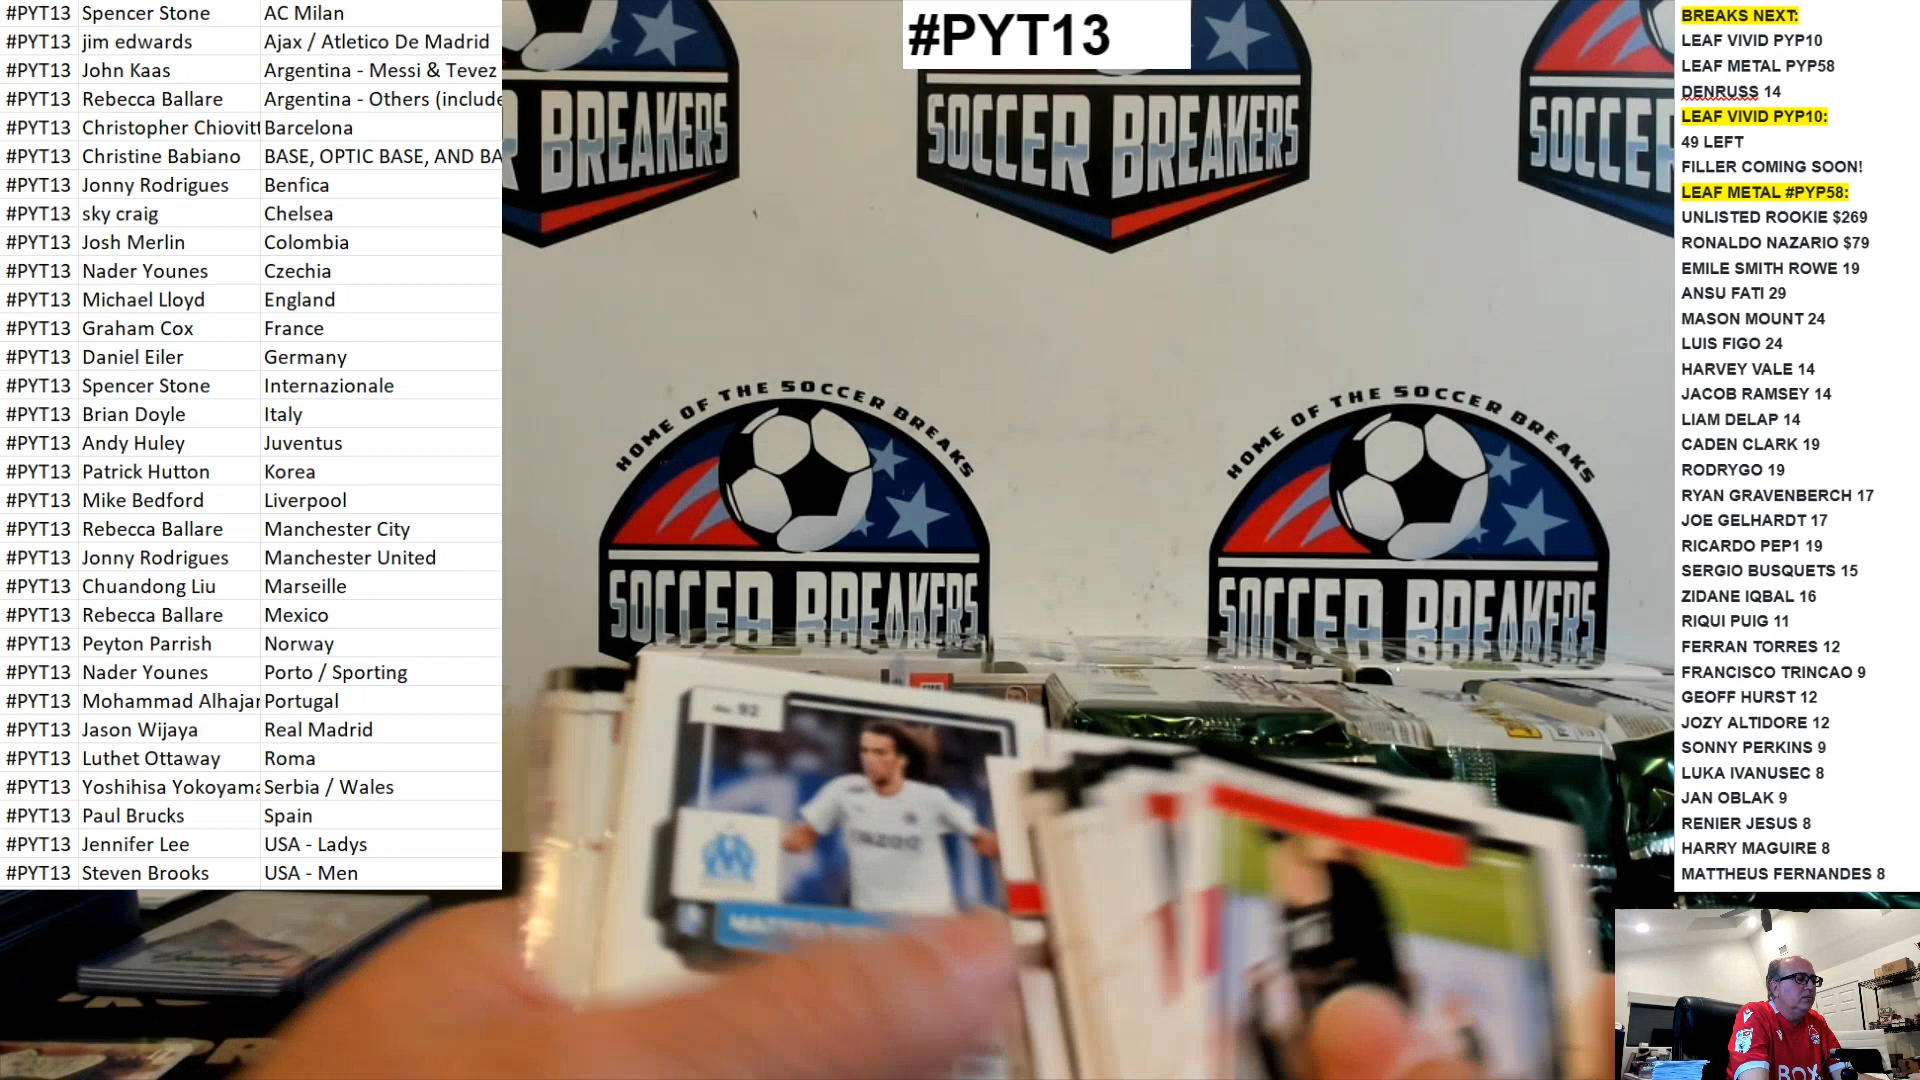 #PYT13 Spencer Stone AC Milan
#PYT13 jim edwards Ajax / Atletico De Madrid
#PYT13 John Kaas Argentina - Messi & Tevez
#PYT13 Rebecca Ballare Argentina - Others (include
#PYT13 Christopher Chiovitt Barcelona
#PYT13 Christine Babiano BASE, OPTIC BASE, AND BA
#PYT13 Jonny Rodrigues Benfica
#PYT13 sky craig Chelsea
#PYT13 Josh Merlin Colombia
#PYT13 Nader Younes Czechia
#PYT13 Michael Lloyd England
#PYT13 Graham Cox France
#PYT13 Daniel Eiler Germany
#PYT13 Spencer Stone Internazionale
#PYT13 Brian Doyle Italy
#PYT13 Andy Huley Juventus
#PYT13 Patrick Hutton Korea
#PYT13 Mike Bedford Liverpool
#PYT13 Rebecca Ballare Manchester City
#PYT13 Jonny Rodrigues Manchester United
#PYT13 Chuandong Liu Marseille
#PYT13 Rebecca Ballare Mexico
#PYT13 Peyton Parrish Norway
#PYT13 Nader Younes Porto / Sporting
#PYT13 Mohammad Alhajar Portugal
#PYT13 Jason Wijaya Real Madrid
#PYT13 Luthet Ottaway Roma
#PYT13 Yoshihisa Yokoyama Serbia / Wales
#PYT13 Paul Brucks Spain
#PYT13 Jennifer Lee USA - Ladys
#PYT13 Steven Brooks USA - Men
#PYT13
R BREAKERS
SOCCER BREAKERS
SOCCER
HOME OF THE SOCCER BREAKS
SOCCER BREAKERS
HOME OF THE SOCCER BREAKS
SOCCER BREAKERS
No. 92
BREAKS NEXT:
LEAF VIVID PYP10
LEAF METAL PYP58
DENRUSS 14
LEAF VIVID PYP10:
49 LEFT
FILLER COMING SOON!
LEAF METAL #PYP58:
UNLISTED ROOKIE $269
RONALDO NAZARIO $79
EMILE SMITH ROWE 19
ANSU FATI 29
MASON MOUNT 24
LUIS FIGO 24
HARVEY VALE 14
JACOB RAMSEY 14
LIAM DELAP 14
CADEN CLARK 19
RODRYGO 19
RYAN GRAVENBERCH 17
JOE GELHARDT 17
RICARDO PEP1 19
SERGIO BUSQUETS 15
ZIDANE IQBAL 16
RIQUI PUIG 11
FERRAN TORRES 12
FRANCISCO TRINCAO 9
GEOFF HURST 12
JOZY ALTIDORE 12
SONNY PERKINS 9
LUKA IVANUSEC 8
JAN OBLAK 9
RENIER JESUS 8
HARRY MAGUIRE 8
MATTHEUS FERNANDES 8